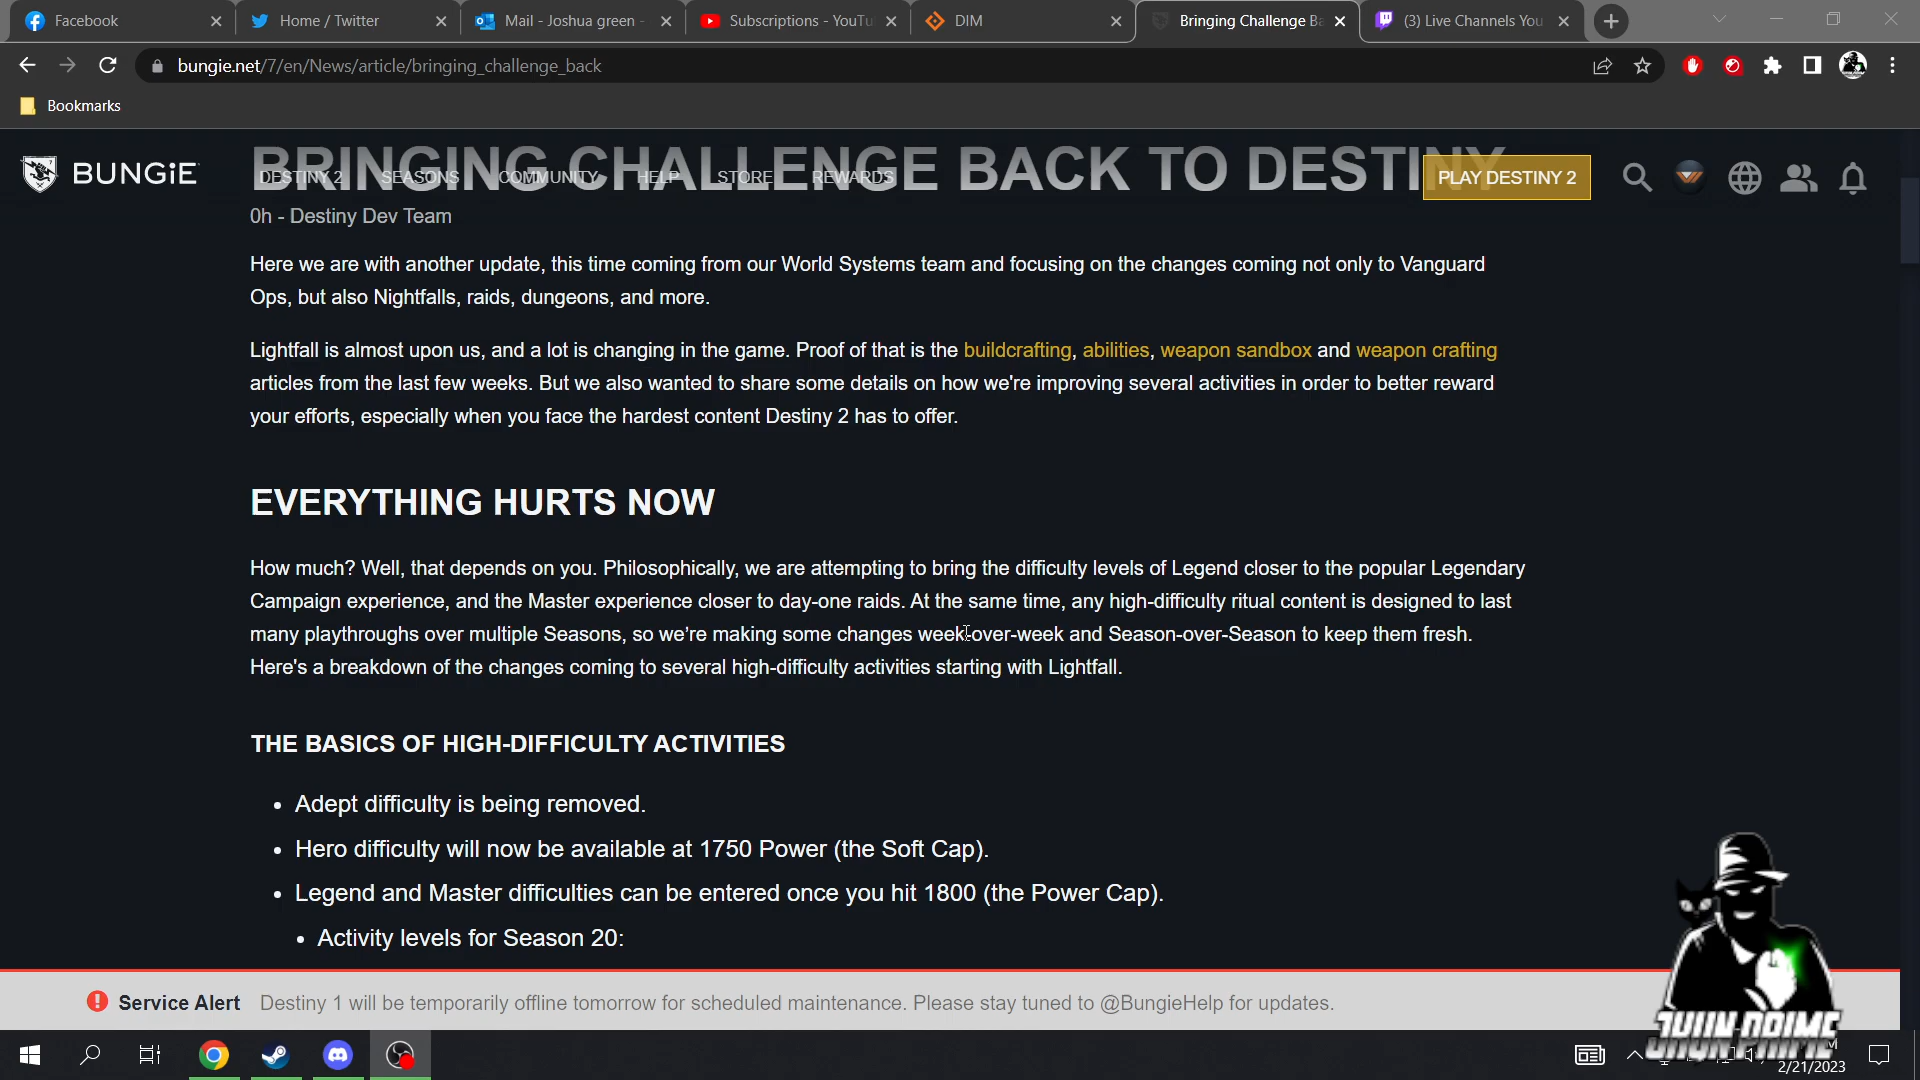 Facebook
Home / Twitter
Mail - Joshua green -
Subscriptions - YouTu
DIM
Bringing Challenge Ba
(3) Live Channels You
bungie.net/7/en/News/article/bringing_challenge_back
Bookmarks
BUNGiE
DESTINY 2 SEASONS COMMUNITY HELP STORE REWARDS
PLAY DESTINY 2
BRINGING CHALLENGE BACK TO DESTINY
0h - Destiny Dev Team
Here we are with another update, this time coming from our World Systems team and focusing on the changes coming not only to Vanguard
Ops, but also Nightfalls, raids, dungeons, and more.
Lightfall is almost upon us, and a lot is changing in the game. Proof of that is the buildcrafting, abilities, weapon sandbox and weapon crafting
articles from the last few weeks. But we also wanted to share some details on how we're improving several activities in order to better reward
your efforts, especially when you face the hardest content Destiny 2 has to offer.
EVERYTHING HURTS NOW
How much? Well, that depends on you. Philosophically, we are attempting to bring the difficulty levels of Legend closer to the popular Legendary
Campaign experience, and the Master experience closer to day-one raids. At the same time, any high-difficulty ritual content is designed to last
many playthroughs over multiple Seasons, so we're making some changes week-over-week and Season-over-Season to keep them fresh.
Here's a breakdown of the changes coming to several high-difficulty activities starting with Lightfall.
THE BASICS OF HIGH-DIFFICULTY ACTIVITIES
• Adept difficulty is being removed.
• Hero difficulty will now be available at 1750 Power (the Soft Cap).
• Legend and Master difficulties can be entered once you hit 1800 (the Power Cap).
• Activity levels for Season 20:
Service Alert Destiny 1 will be temporarily offline tomorrow for scheduled maintenance. Please stay tuned to @BungieHelp for updates.
2/21/2023